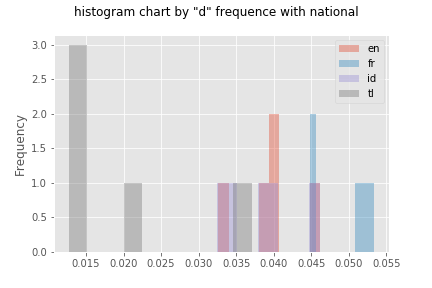 histogram chart by "d" frequence with national
en
fr
id
tl
Frequency
3.0
2.5
2.0
1.5
1.0
0.5
0.0
0.015 0.020 0.025 0.030 0.035 0.040 0.045 0.050 0.055